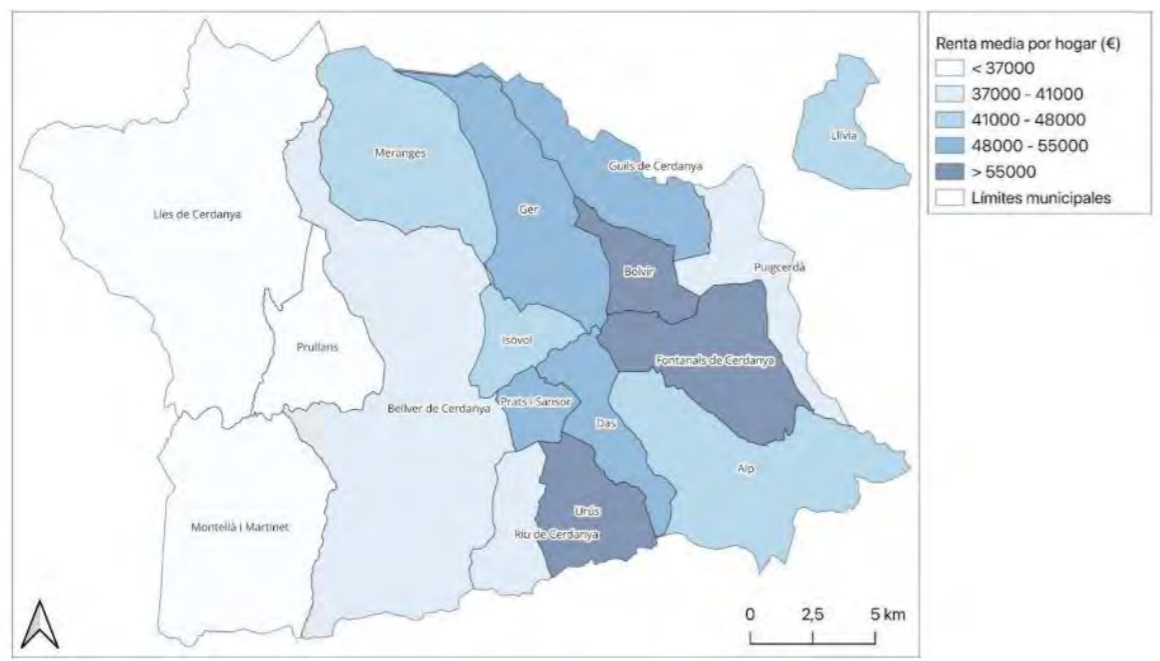 Renta media por hogar (€)
< 37000
37000 - 41000
41000 - 48000
48000 - 55000
> 55000
Límites municipales
Llívia
Meranges
Guils de Cerdanya
Lles de Cerdanya
Ger
Bolvir
Puigcerdà
Prullans
Isòvol
Fontanals de Cerdanya
Bellver de Cerdanya
Prats i Sansor
Das
Alp
Montellà i Martinet
Urús
Riu de Cerdanya
0 2,5 5 km